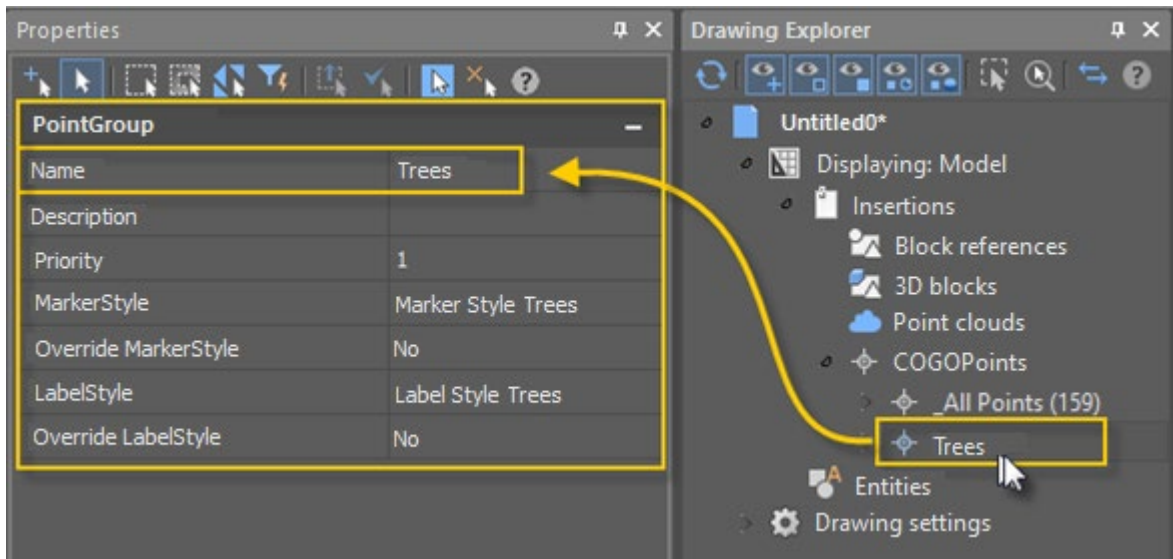 Properties
PointGroup
Name Trees
Description
Priority 1
MarkerStyle Marker Style Trees
Override MarkerStyle No
LabelStyle Label Style Trees
Override LabelStyle No
Drawing Explorer
Untitled0*
Displaying: Model
Insertions
Block references
3D blocks
Point clouds
COGOPoints
_All Points (159)
Trees
Entities
Drawing settings